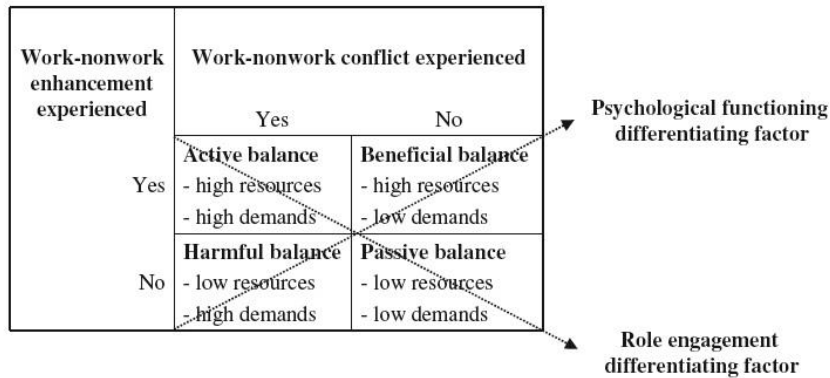 Work-nonwork
enhancement
experienced
Work-nonwork conflict experienced
Yes
No
Psychological functioning
differentiating factor
Yes
Active balance
- high resources
- high demands
Beneficial balance
- high resources
- low demands
No
Harmful balance
- low resources
- high demands
Passive balance
- low resources
- low demands
Role engagement
differentiating factor